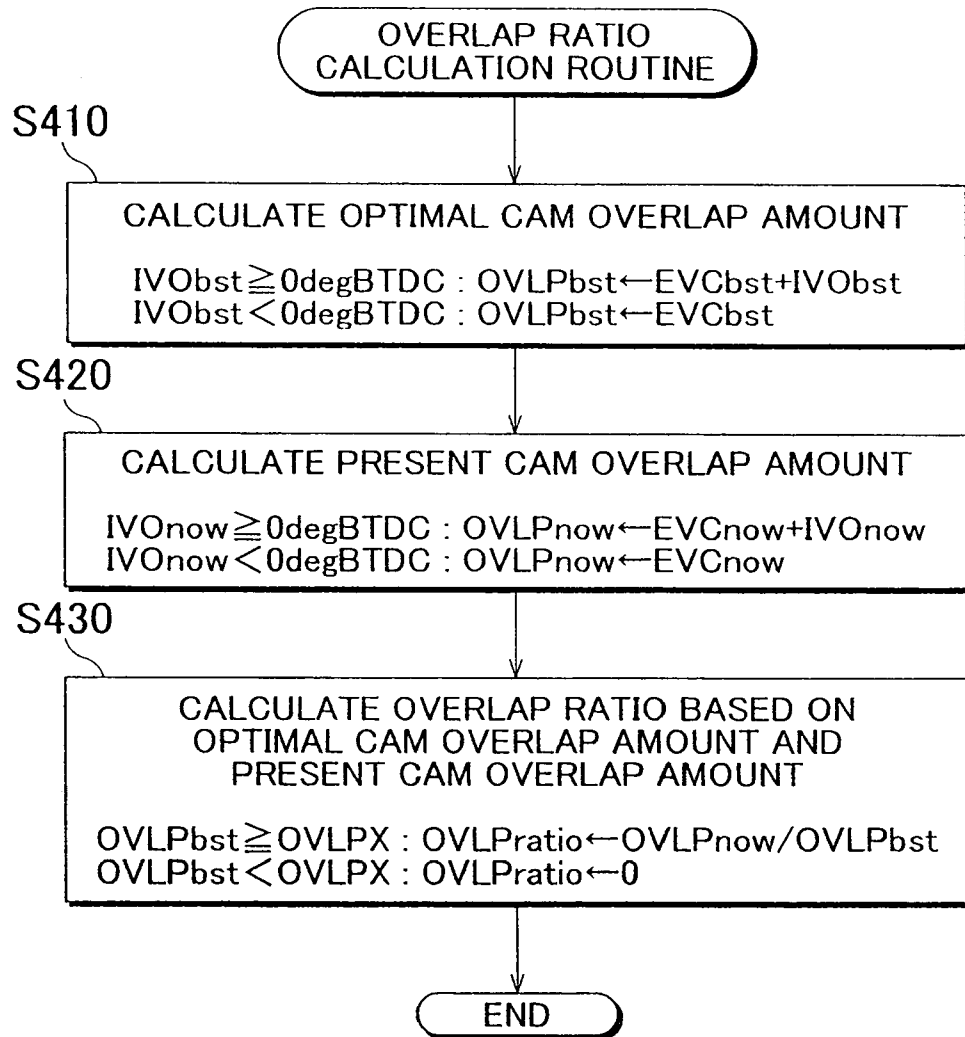 OVERLAP RATIO
CALCULATION ROUTINE
S410
CALCULATE OPTIMAL CAM OVERLAP AMOUNT
IVObst≧0degBTDC : OVLPbst←EVCbst+IVObst
IVObst<0degBTDC : OVLPbst←EVCbst
S420
CALCULATE PRESENT CAM OVERLAP AMOUNT
IVOnow≧0degBTDC : OVLPnow←EVCnow+IVOnow
IVOnow<0degBTDC : OVLPnow←EVCnow
S430
CALCULATE OVERLAP RATIO BASED ON
OPTIMAL CAM OVERLAP AMOUNT AND
PRESENT CAM OVERLAP AMOUNT
OVLPbst≧OVLPX : OVLPratio←OVLPnow/OVLPbst
OVLPbst<OVLPX : OVLPratio←0
END